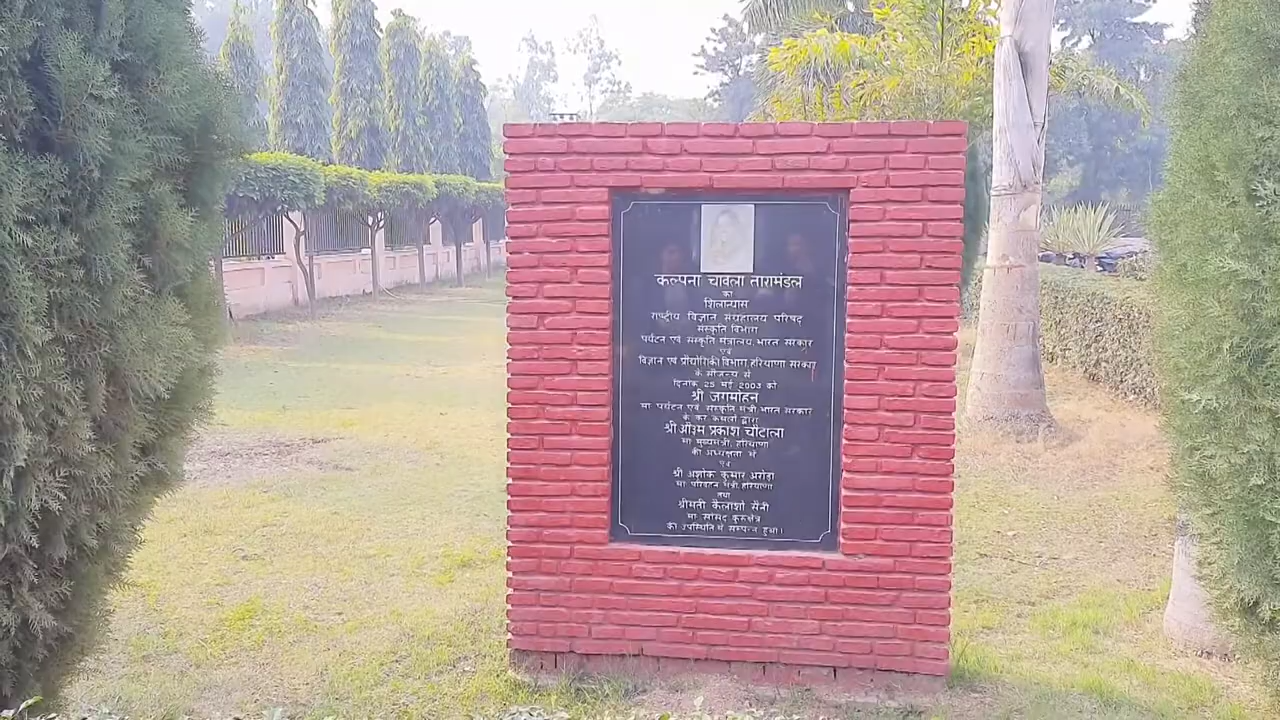 कल्पना चावला तारामंडल
का
शिलान्यास
राष्ट्रीय विज्ञान संग्रहालय परिषद्
संस्कृति विभाग
पर्यटन एवं संस्कृति मंत्रालय, भारत सरकार
एवं
विज्ञान एवं प्रौद्योगिकी विभाग, हरियाणा सरकार
के सौजन्य से
दिनांक 25 मई 2003 को
श्री जगमोहन
मा. पर्यटन एवं संस्कृति मंत्री, भारत सरकार
के कर कमलों द्वारा
श्री ओ३म प्रकाश चौटाला
मा. मुख्यमंत्री, हरियाणा
की अध्यक्षता में
एवं
श्री अशोक कुमार अरोड़ा
मा. परिवहन मंत्री, हरियाणा
तथा
श्रीमती कैलाशो सैनी
मा. सांसद कुरुक्षेत्र
की उपस्थिति में सम्पन्न हुआ।